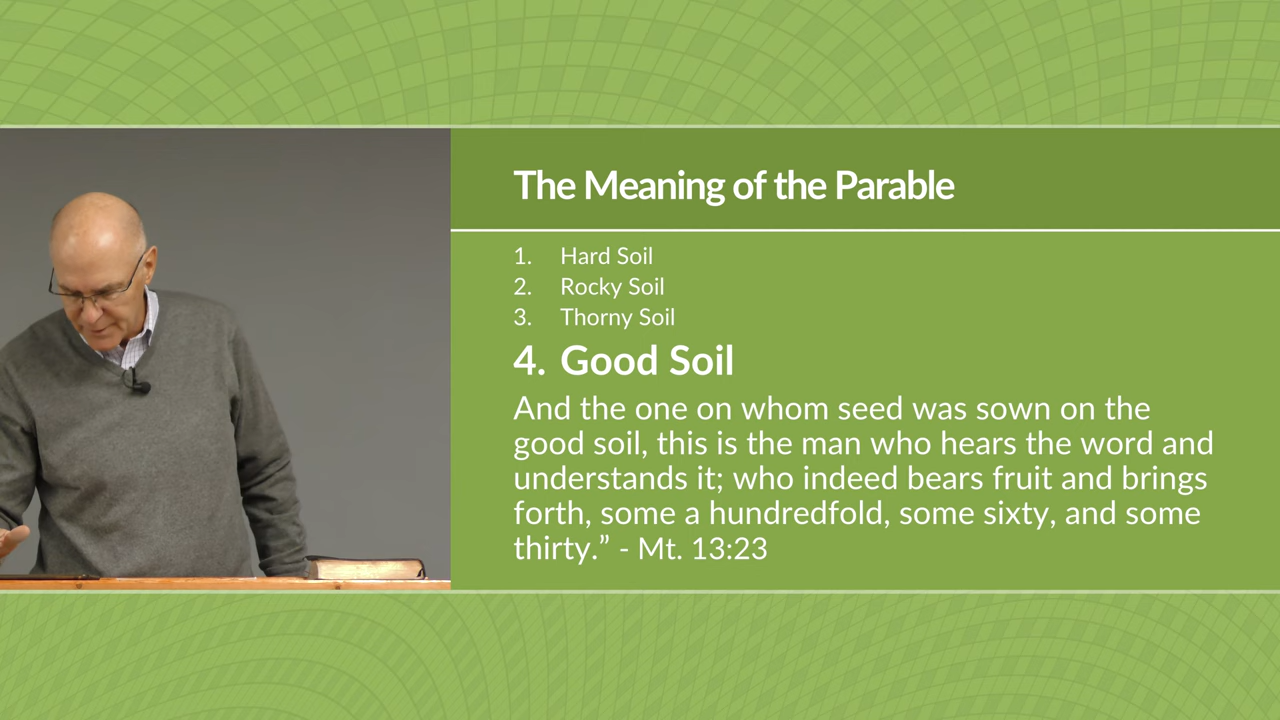 The Meaning of the Parable
1. Hard Soil
2. Rocky Soil
3. Thorny Soil
4. Good Soil
And the one on whom seed was sown on the
good soil, this is the man who hears the word and
understands it; who indeed bears fruit and brings
forth, some a hundredfold, some sixty, and some
thirty.” - Mt. 13:23